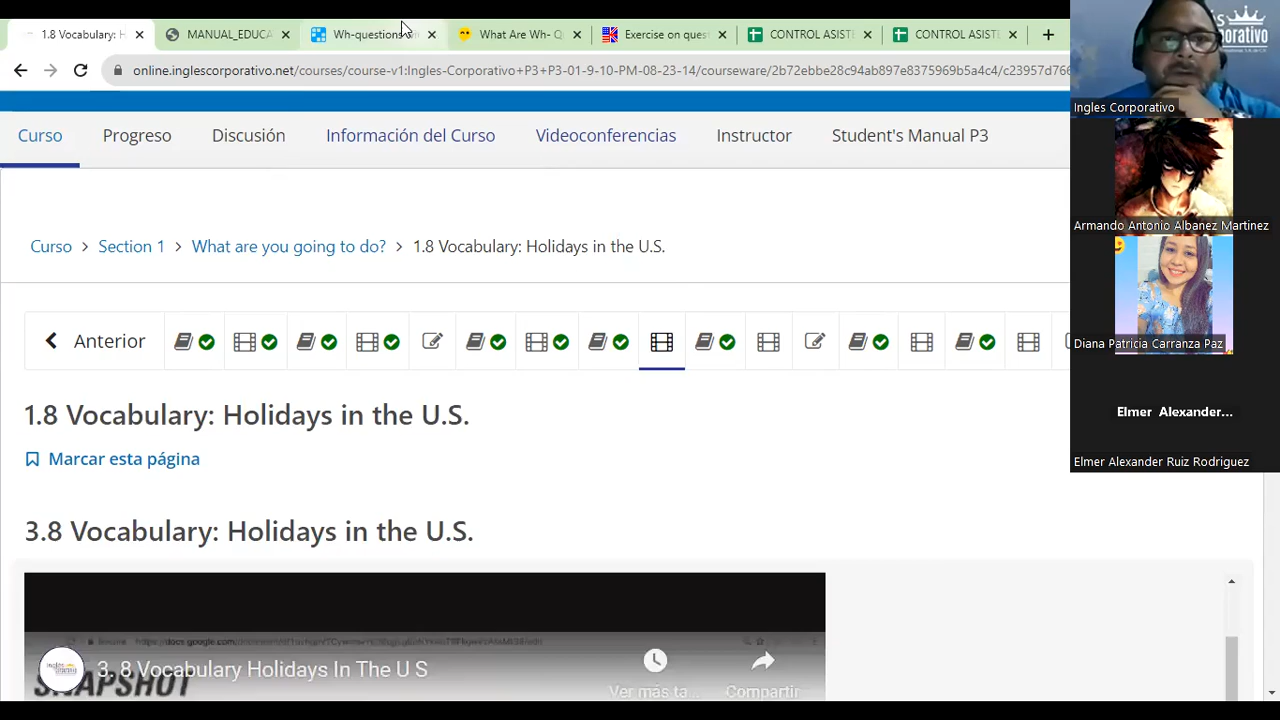 1.8 Vocabulary: H
MANUAL_EDUCA
Wh-questions
What Are Wh- Q
Exercise on ques
CONTROL ASIST
CONTROL ASIST
online.inglescorporativo.net/courses/course-v1:Ingles-Corporativo+P3+P3-01-9-10-PM-08-23-14/courseware/2b72ebbe28c94ab897e8375969b5a4c4/c23957d766
Curso
Progreso
Discusión
Información del Curso
Videoconferencias
Instructor
Student's Manual P3
Curso > Section 1 > What are you going to do? > 1.8 Vocabulary: Holidays in the U.S.
Anterior
1.8 Vocabulary: Holidays in the U.S.
Marcar esta página
3.8 Vocabulary: Holidays in the U.S.
3. 8 Vocabulary Holidays In The U S
SNAPSHOT
Ver más ta...
Compartir
Ingles Corporativo
Armando Antonio Albanez Martinez
Diana Patricia Carranza Paz
Elmer Alexander...
Elmer Alexander Ruiz Rodriguez